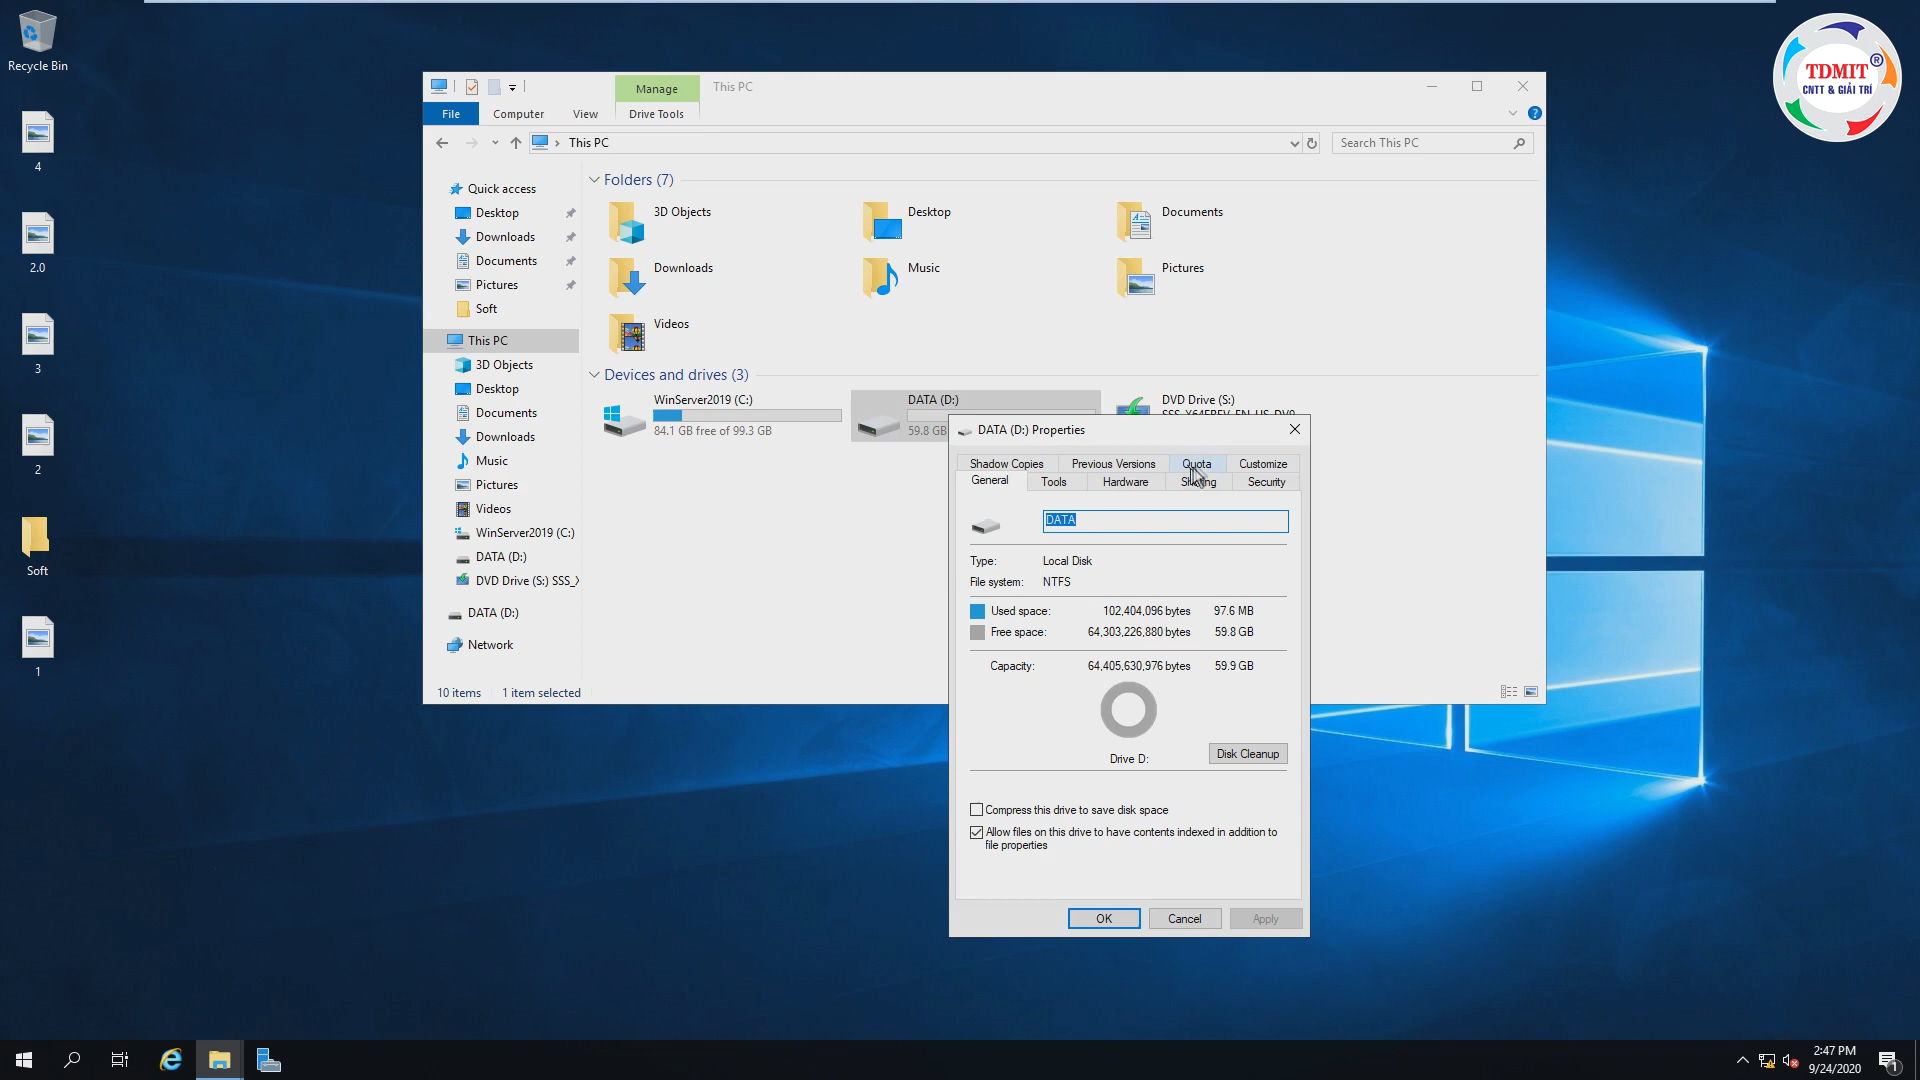 Recycle Bin
4
2.0
3
2
Soft
1
TDMIT ®
CNTT & GIẢI TRÍ
Manage
This PC
File
Computer
View
Drive Tools
This PC
Search This PC
Quick access
Desktop
Downloads
Documents
Pictures
Soft
This PC
3D Objects
Desktop
Documents
Downloads
Music
Pictures
Videos
WinServer2019 (C:)
DATA (D:)
DVD Drive (S:) SSS_X
DATA (D:)
Network
Folders (7)
3D Objects
Desktop
Documents
Downloads
Music
Pictures
Videos
Devices and drives (3)
WinServer2019 (C:)
84.1 GB free of 99.3 GB
DATA (D:)
59.8 GB
DVD Drive (S:)
SSS_X64FREV_EN-US_DV9
10 items
1 item selected
DATA (D:) Properties
Shadow Copies
Previous Versions
Quota
Customize
General
Tools
Hardware
Sharing
Security
DATA
Type: Local Disk
File system: NTFS
Used space: 102,404,096 bytes 97.6 MB
Free space: 64,303,226,880 bytes 59.8 GB
Capacity: 64,405,630,976 bytes 59.9 GB
Drive D:
Disk Cleanup
Compress this drive to save disk space
Allow files on this drive to have contents indexed in addition to
file properties
OK
Cancel
Apply
2:47 PM
9/24/2020
1